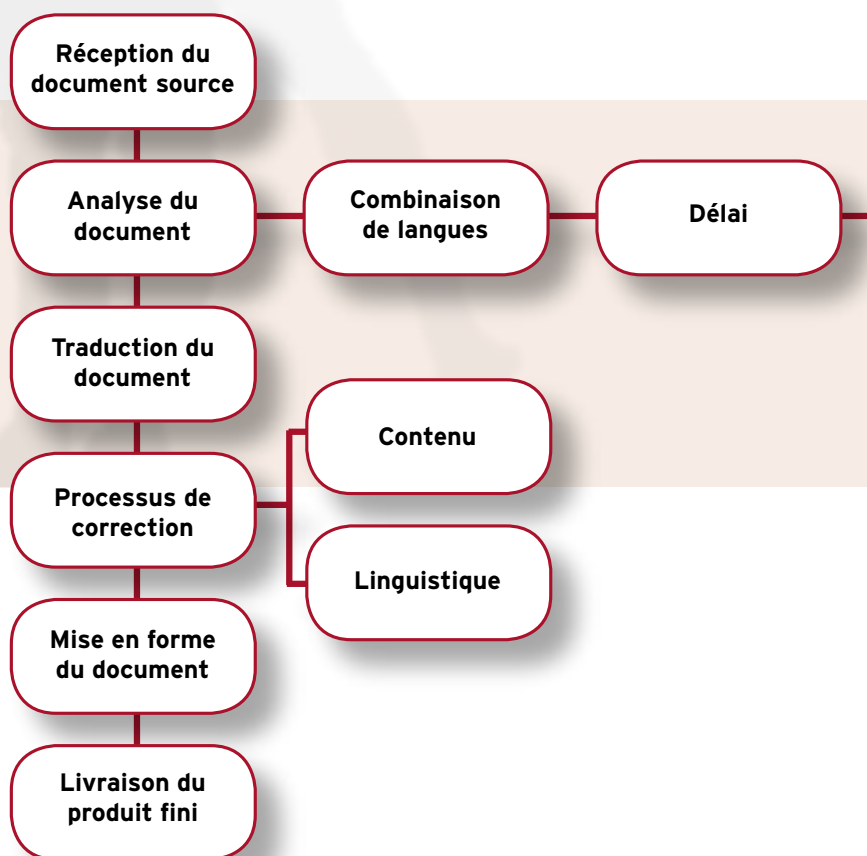 Réception du
document source
Analyse du
document
Combinaison
de langues
Délai
Traduction du
document
Contenu
Processus de
correction
Linguistique
Mise en forme
du document
Livraison du
produit fini